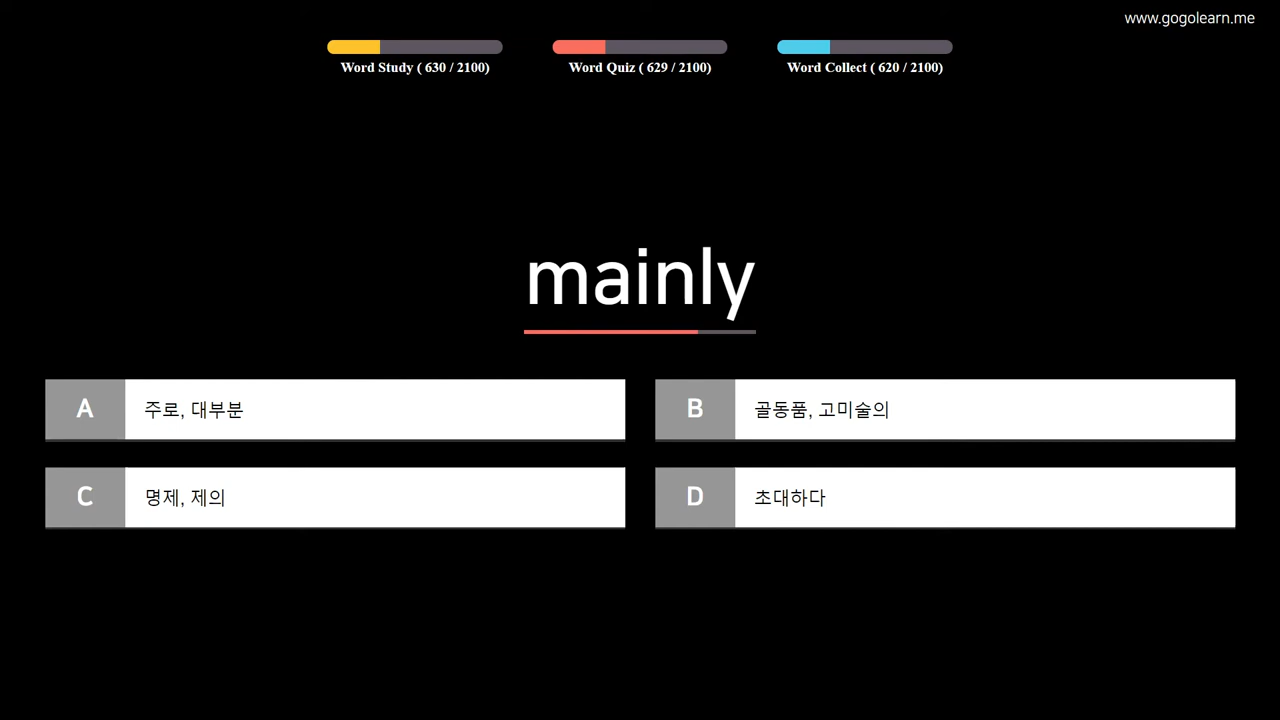 www.gogolearn.me
Word Study ( 630 / 2100)
Word Quiz ( 629 / 2100)
Word Collect ( 620 / 2100)
mainly
A 주로, 대부분
B 골동품, 고미술의
C 명제, 제의
D 초대하다